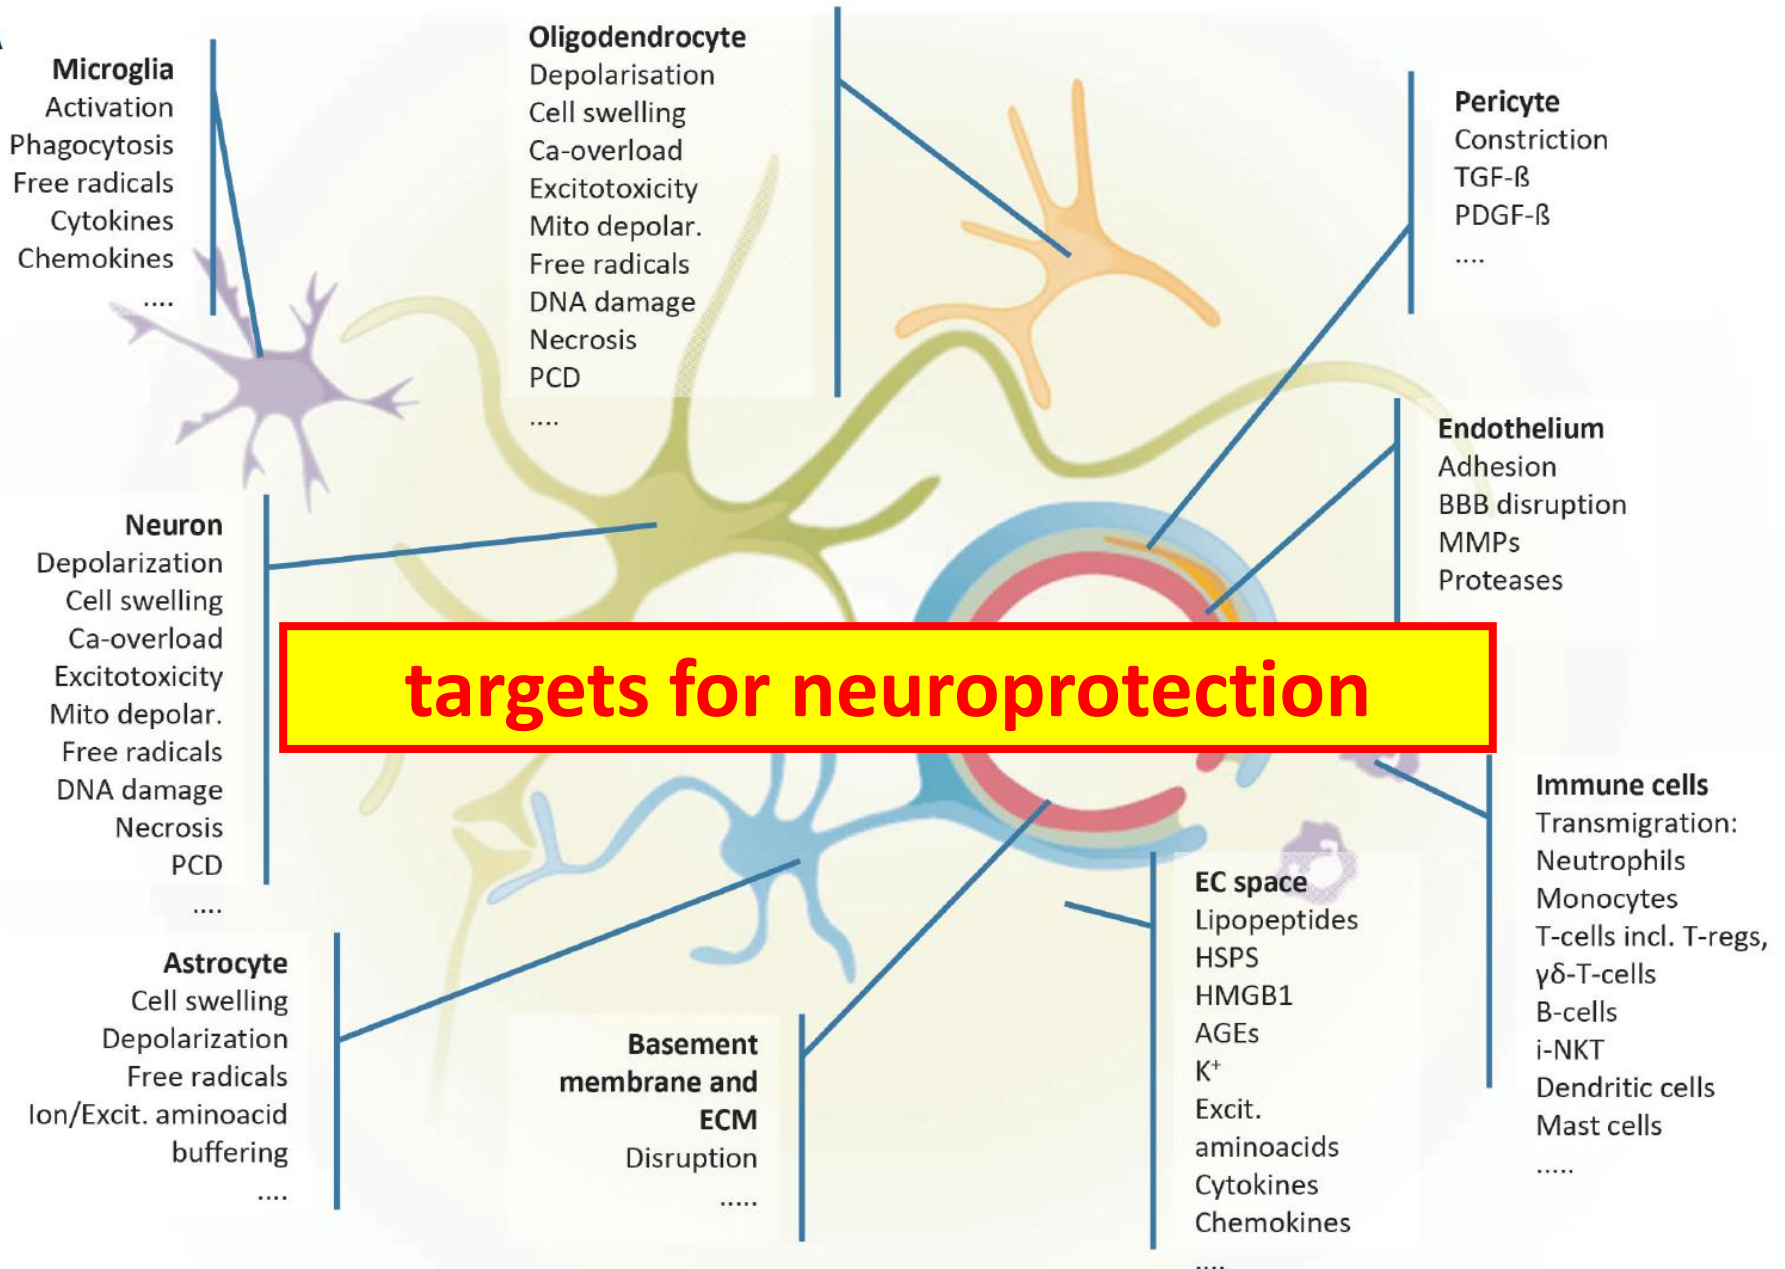 A
Microglia
Activation
Phagocytosis
Free radicals
Cytokines
Chemokines
....
Oligodendrocyte
Depolarisation
Cell swelling
Ca-overload
Excitotoxicity
Mito depolar.
Free radicals
DNA damage
Necrosis
PCD
....
Pericyte
Constriction
TGF-ß
PDGF-ß
....
Endothelium
Adhesion
BBB disruption
MMPs
Proteases
Neuron
Depolarization
Cell swelling
Ca-overload
Excitotoxicity
Mito depolar.
Free radicals
DNA damage
Necrosis
PCD
....
targets for neuroprotection
Immune cells
Transmigration:
Neutrophils
Monocytes
T-cells incl. T-regs,
γδ-T-cells
B-cells
i-NKT
Dendritic cells
Mast cells
.....
Astrocyte
Cell swelling
Depolarization
Free radicals
Ion/Excit. aminoacid
buffering
....
Basement
membrane and
ECM
Disruption
.....
EC space
Lipopeptides
HSPS
HMGB1
AGEs
K⁺
Excit.
aminoacids
Cytokines
Chemokines
....